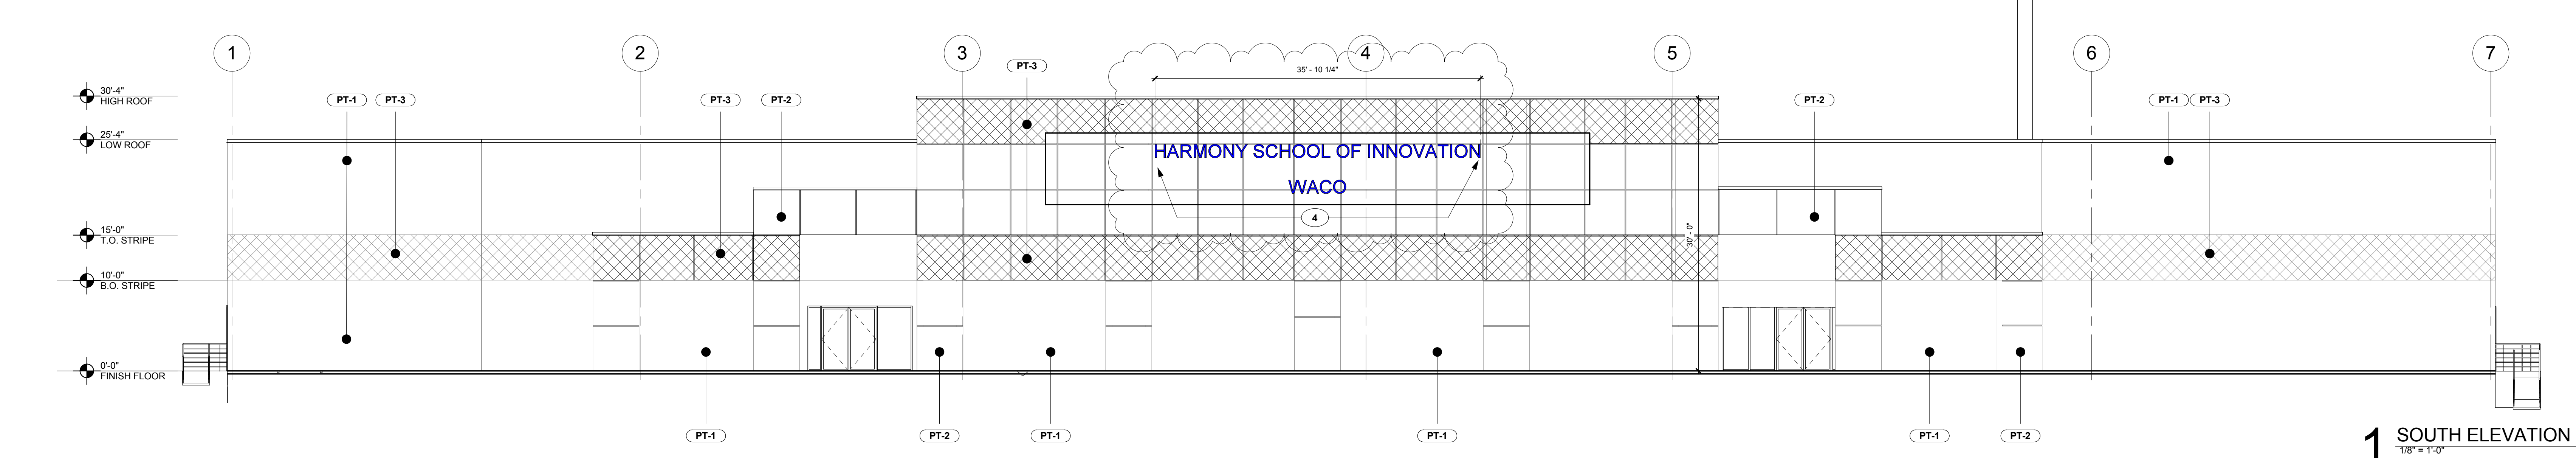 1 2 3 4 5 6 7
PT-3
35' - 10 1/4"
30'-4"
HIGH ROOF
PT-1 PT-3 PT-3 PT-2 PT-2 PT-1 PT-3
25'-4"
LOW ROOF
HARMONY SCHOOL OF INNOVATION
WACO
4
15'-0"
T.O. STRIPE
30' - 0"
10'-0"
B.O. STRIPE
0'-0"
FINISH FLOOR
PT-1 PT-2 PT-1 PT-1 PT-1 PT-2
1 SOUTH ELEVATION
1/8" = 1'-0"